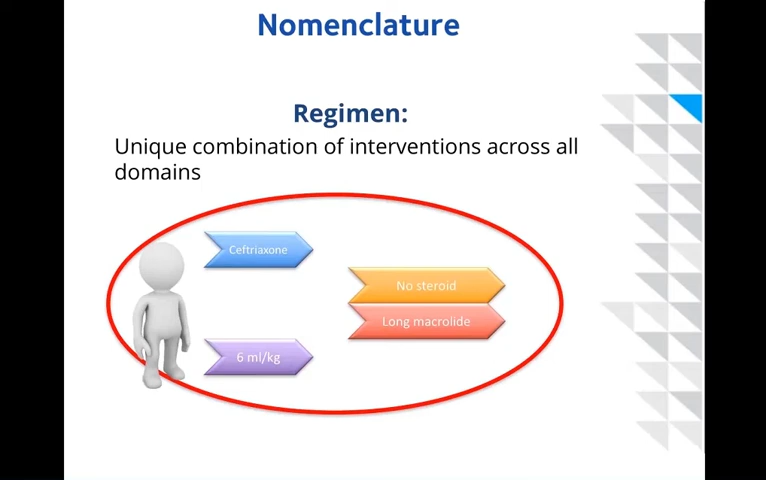 Nomenclature
Regimen:
Unique combination of interventions across all
domains
Ceftriaxone
No steroid
Long macrolide
6 ml/kg